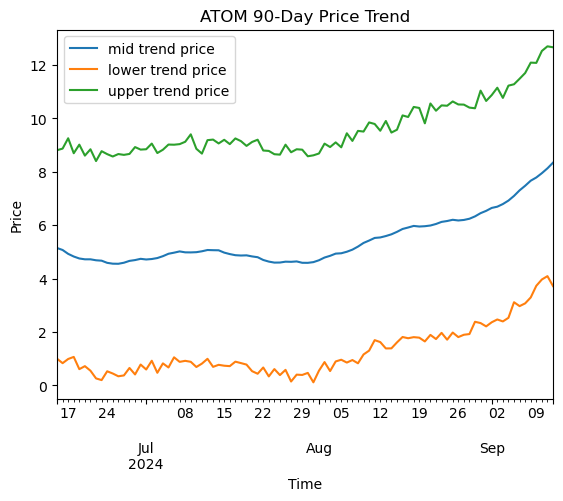 ATOM 90-Day Price Trend
mid trend price
lower trend price
upper trend price
12
10
8
6
4
2
0
Price
17 24 08 15 22 29 05 12 19 26 02 09
Jul Aug Sep
2024
Time